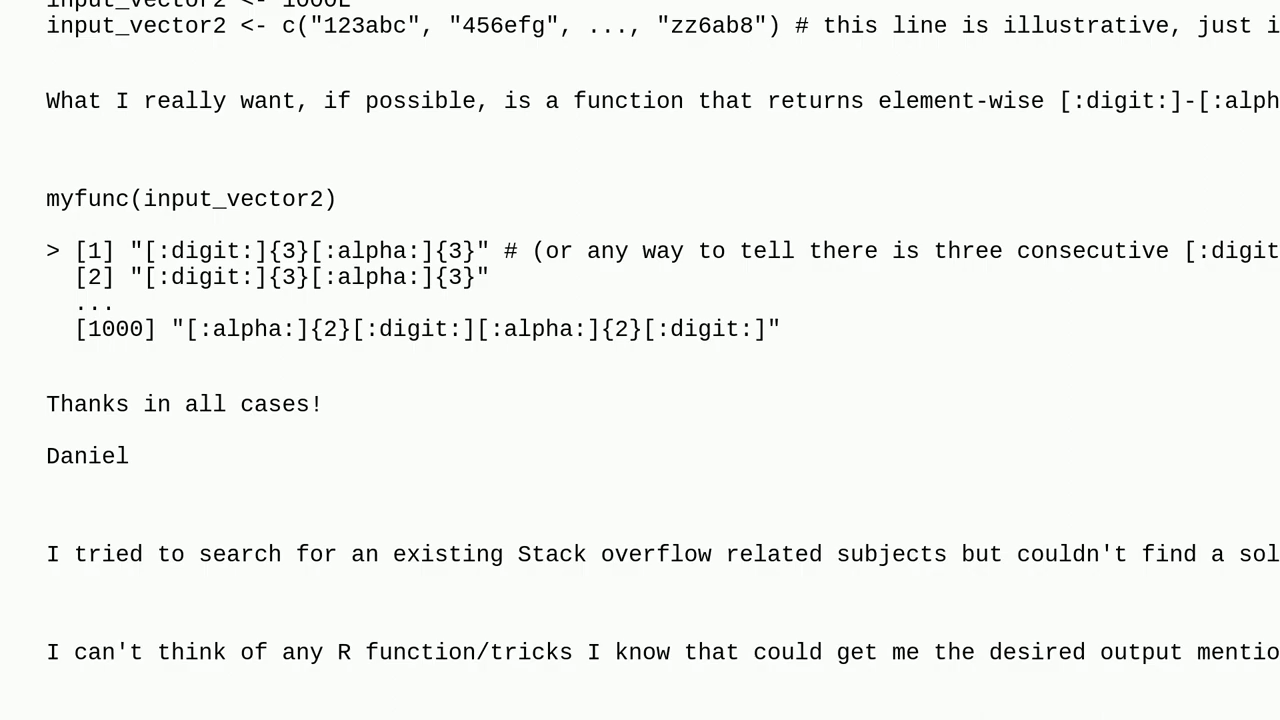 input_vector2 <- 1000L
input_vector2 <- c("123abc", "456efg", ..., "zz6ab8") # this line is illustrative, just i
What I really want, if possible, is a function that returns element-wise [:digit:]-[:alph
myfunc(input_vector2)
> [1] "[:digit:]{3}[:alpha:]{3}" # (or any way to tell there is three consecutive [:digit
[2] "[:digit:]{3}[:alpha:]{3}"
...
[1000] "[:alpha:]{2}[:digit:][:alpha:]{2}[:digit:]"
Thanks in all cases!
Daniel
I tried to search for an existing Stack overflow related subjects but couldn't find a sol
I can't think of any R function/tricks I know that could get me the desired output mentio